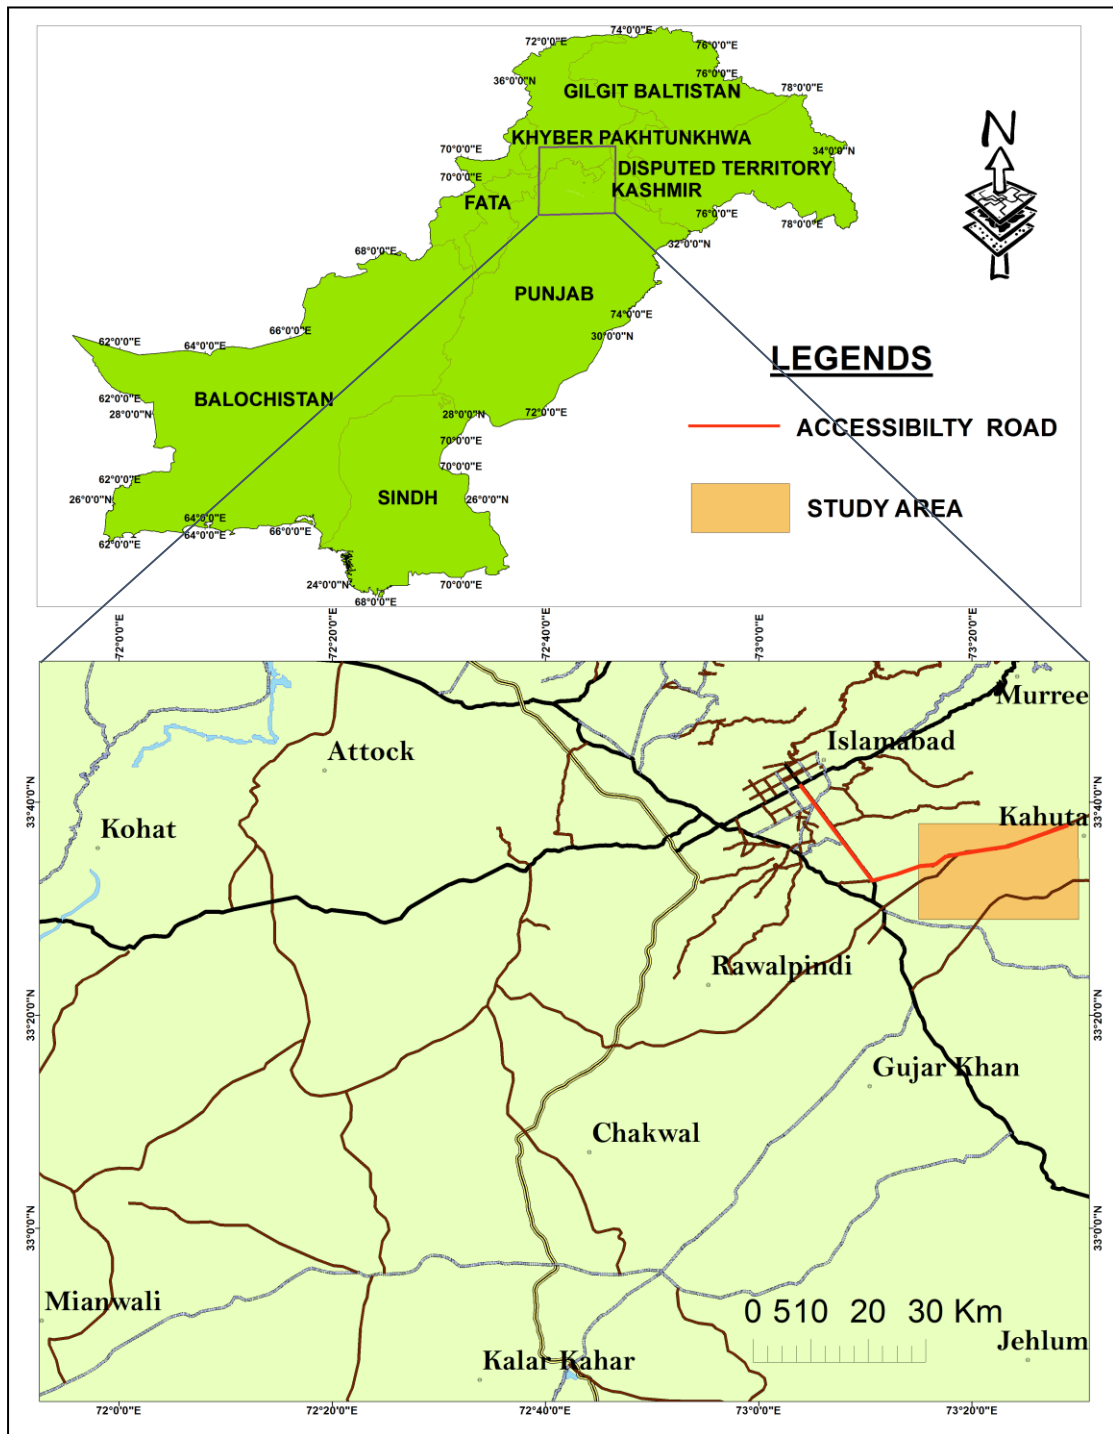 74°0'0"E
72°0'0"E
76°0'0"E
36°0'0"N
76°0'0"E
78°0'0"E
GILGIT BALTISTAN
N
KHYBER PAKHTUNKHWA
70°0'0"E
34°0'0"N
DISPUTED TERRITORY
70°0'0"E
KASHMIR
FATA
76°0'0"E
78°0'0"E
32°0'0"N
68°0'0"E
PUNJAB
74°0'0"E
66°0'0"E
30°0'0"N
62°0'0"E
64°0'0"E
LEGENDS
62°0'0"E
BALOCHISTAN
28°0'0"N
28°0'0"N
72°0'0"E
ACCESSIBILTY ROAD
70°0'0"E
70°0'0"E
62°0'0"E
26°0'0"N
SINDH
26°0'0"N
STUDY AREA
64°0'0"E
66°0'0"E
64°0'0"E
62°0'0"E
24°0'0"N
70°0'0"E
68°0'0"E
72°0'0"E
72°20'0"E
72°40'0"E
73°0'0"E
73°20'0"E
Murree
Islamabad
Attock
33°40'0"N
33°40'0"N
Kahuta
Kohat
Rawalpindi
33°20'0"N
33°20'0"N
Gujar Khan
Chakwal
33°0'0"N
33°0'0"N
Mianwali
0 510 20 30 Km
Jehlum
Kalar Kahar
72°0'0"E
72°20'0"E
72°40'0"E
73°0'0"E
73°20'0"E